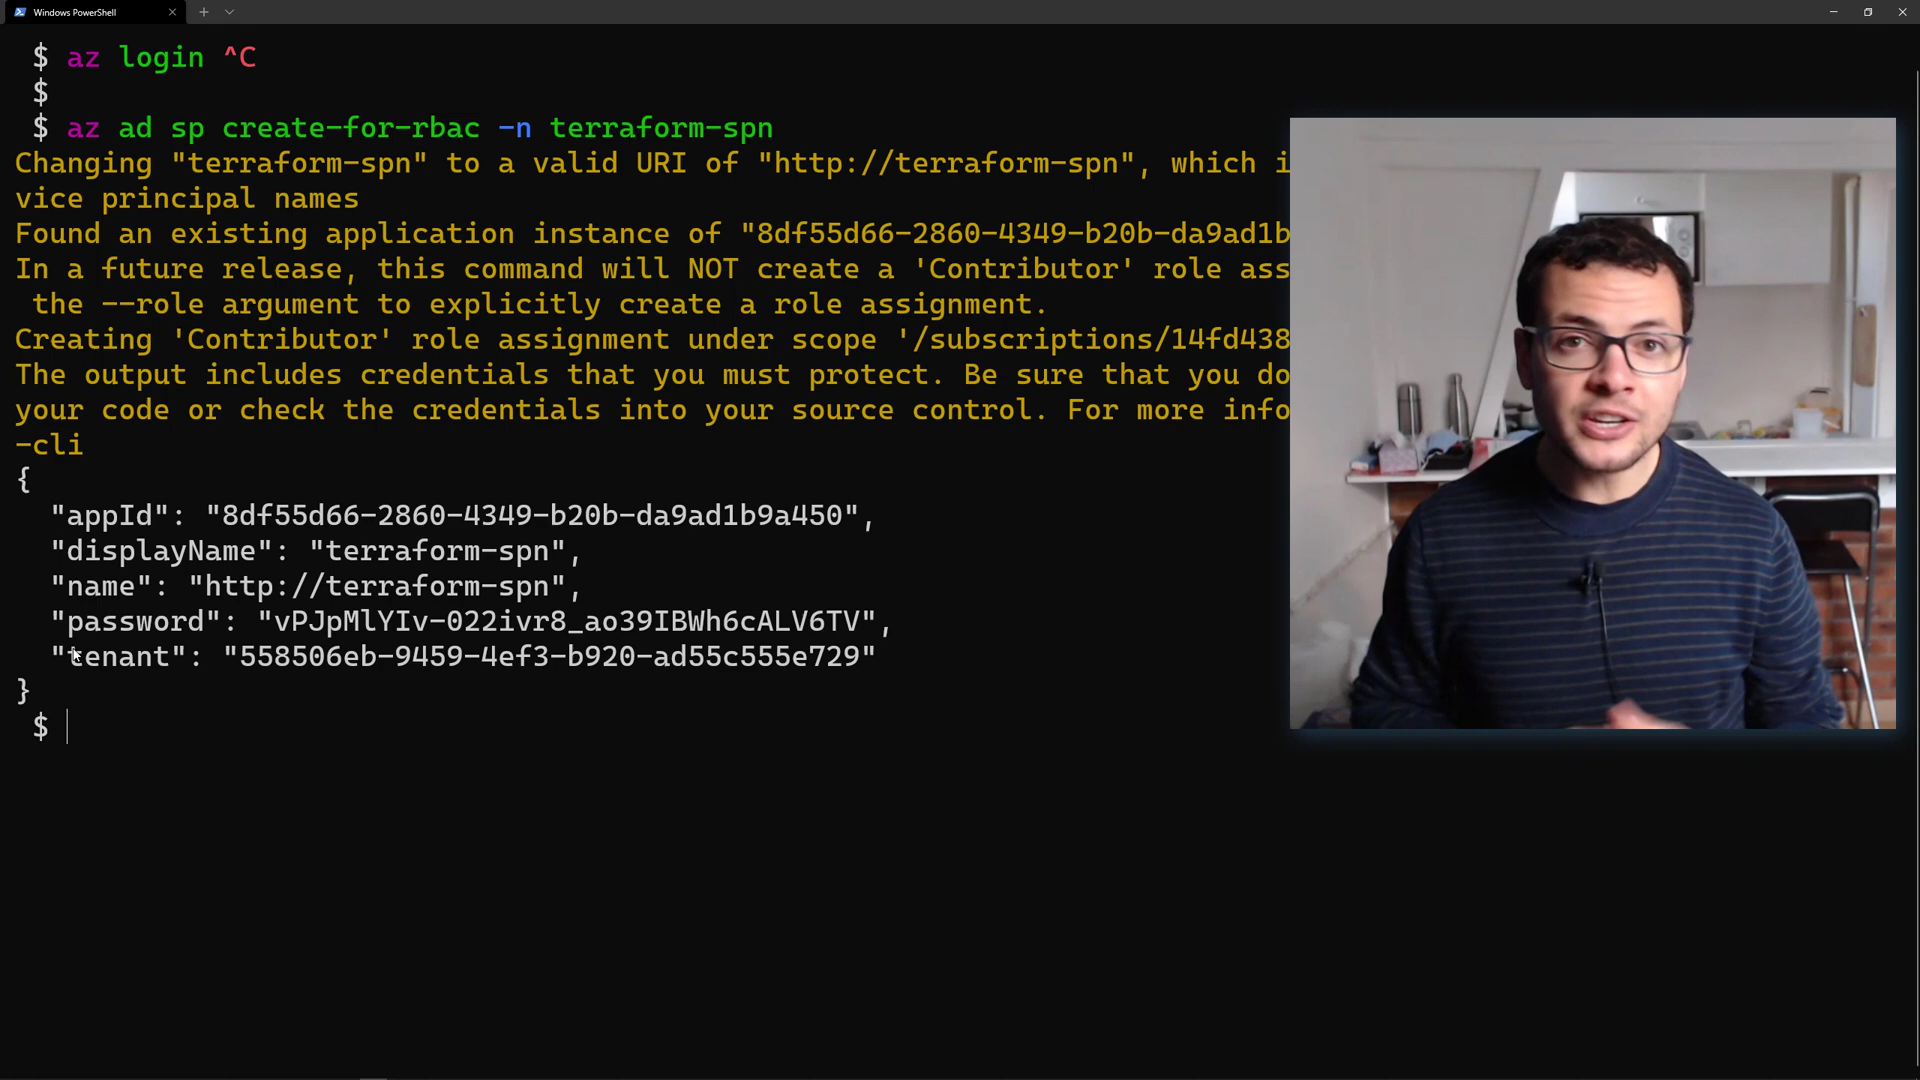 Windows PowerShell
$ az login ^C
$
$ az ad sp create-for-rbac -n terraform-spn
Changing "terraform-spn" to a valid URI of "http://terraform-spn", which i
vice principal names
Found an existing application instance of "8df55d66-2860-4349-b20b-da9ad1b
In a future release, this command will NOT create a 'Contributor' role ass
the --role argument to explicitly create a role assignment.
Creating 'Contributor' role assignment under scope '/subscriptions/14fd438
The output includes credentials that you must protect. Be sure that you do
your code or check the credentials into your source control. For more info
-cli
{
"appId": "8df55d66-2860-4349-b20b-da9ad1b9a450",
"displayName": "terraform-spn",
"name": "http://terraform-spn",
"password": "vPJpMlYIv-022ivr8_ao39IBWh6cALV6TV",
"tenant": "558506eb-9459-4ef3-b920-ad55c555e729"
}
$